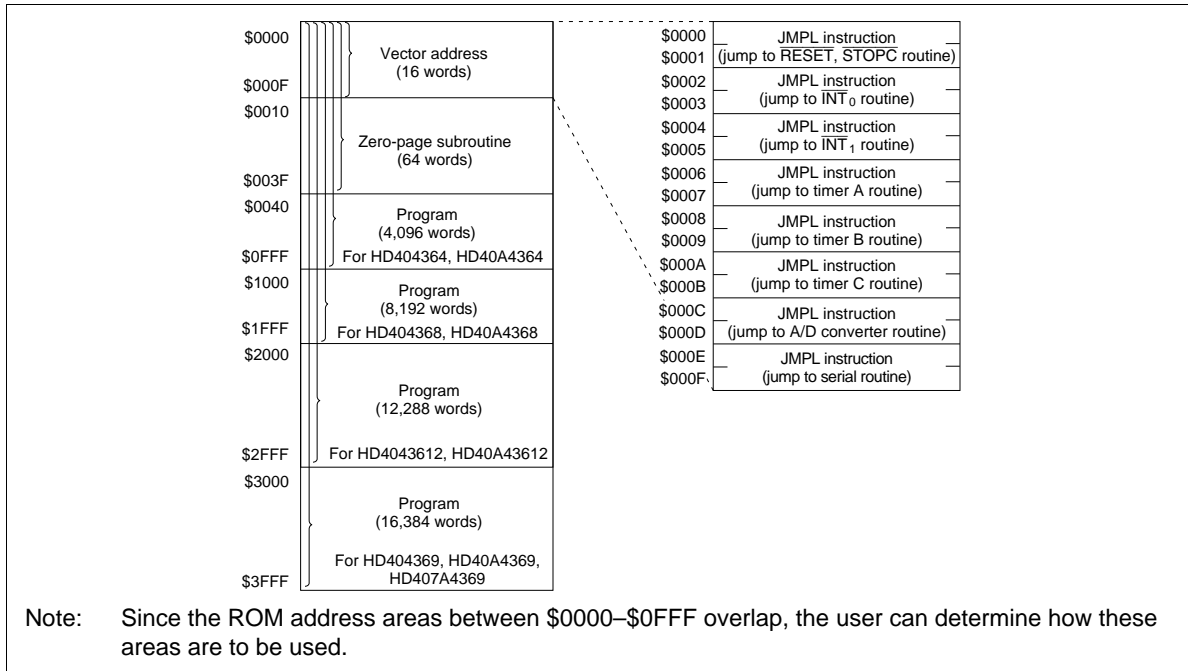 $0000
Vector address
(16 words)
$000F
$0010
Zero-page subroutine
(64 words)
$003F
$0040
Program
(4,096 words)
$0FFF
For HD404364, HD40A4364
$1000
Program
(8,192 words)
$1FFF
For HD404368, HD40A4368
$2000
Program
(12,288 words)
$2FFF
For HD4043612, HD40A43612
$3000
Program
(16,384 words)
For HD404369, HD40A4369,
HD407A4369
$3FFF
$0000
JMPL instruction
$0001
(jump to RESET, STOPC routine)
$0002
JMPL instruction
$0003
(jump to INT0 routine)
$0004
JMPL instruction
$0005
(jump to INT1 routine)
$0006
JMPL instruction
$0007
(jump to timer A routine)
$0008
JMPL instruction
$0009
(jump to timer B routine)
$000A
JMPL instruction
$000B
(jump to timer C routine)
$000C
JMPL instruction
$000D
(jump to A/D converter routine)
$000E
JMPL instruction
$000F
(jump to serial routine)
Note: Since the ROM address areas between $0000–$0FFF overlap, the user can determine how these
areas are to be used.